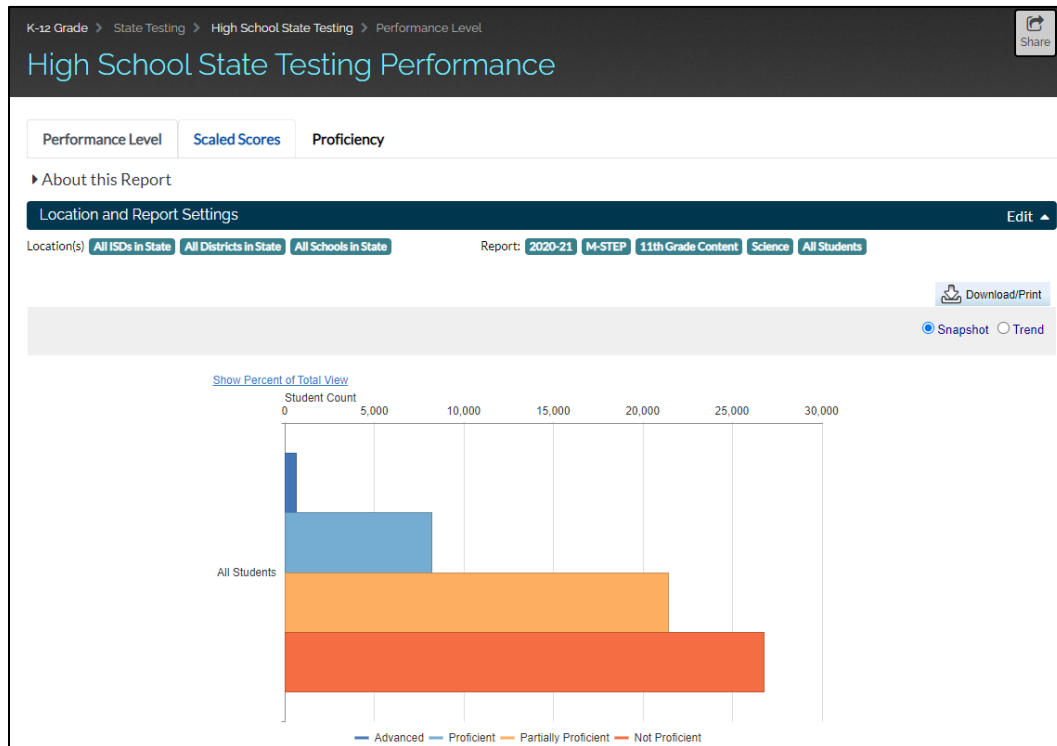 K-12 Grade > State Testing > High School State Testing > Performance Level
Share
High School State Testing Performance
Performance Level Scaled Scores Proficiency
About this Report
Location and Report Settings Edit
Location(s) All ISDs in State All Districts in State All Schools in State Report: 2020-21 M-STEP 11th Grade Content Science All Students
Download/Print
Snapshot Trend
Show Percent of Total View
Student Count
0 5,000 10,000 15,000 20,000 25,000 30,000
All Students
Advanced Proficient Partially Proficient Not Proficient